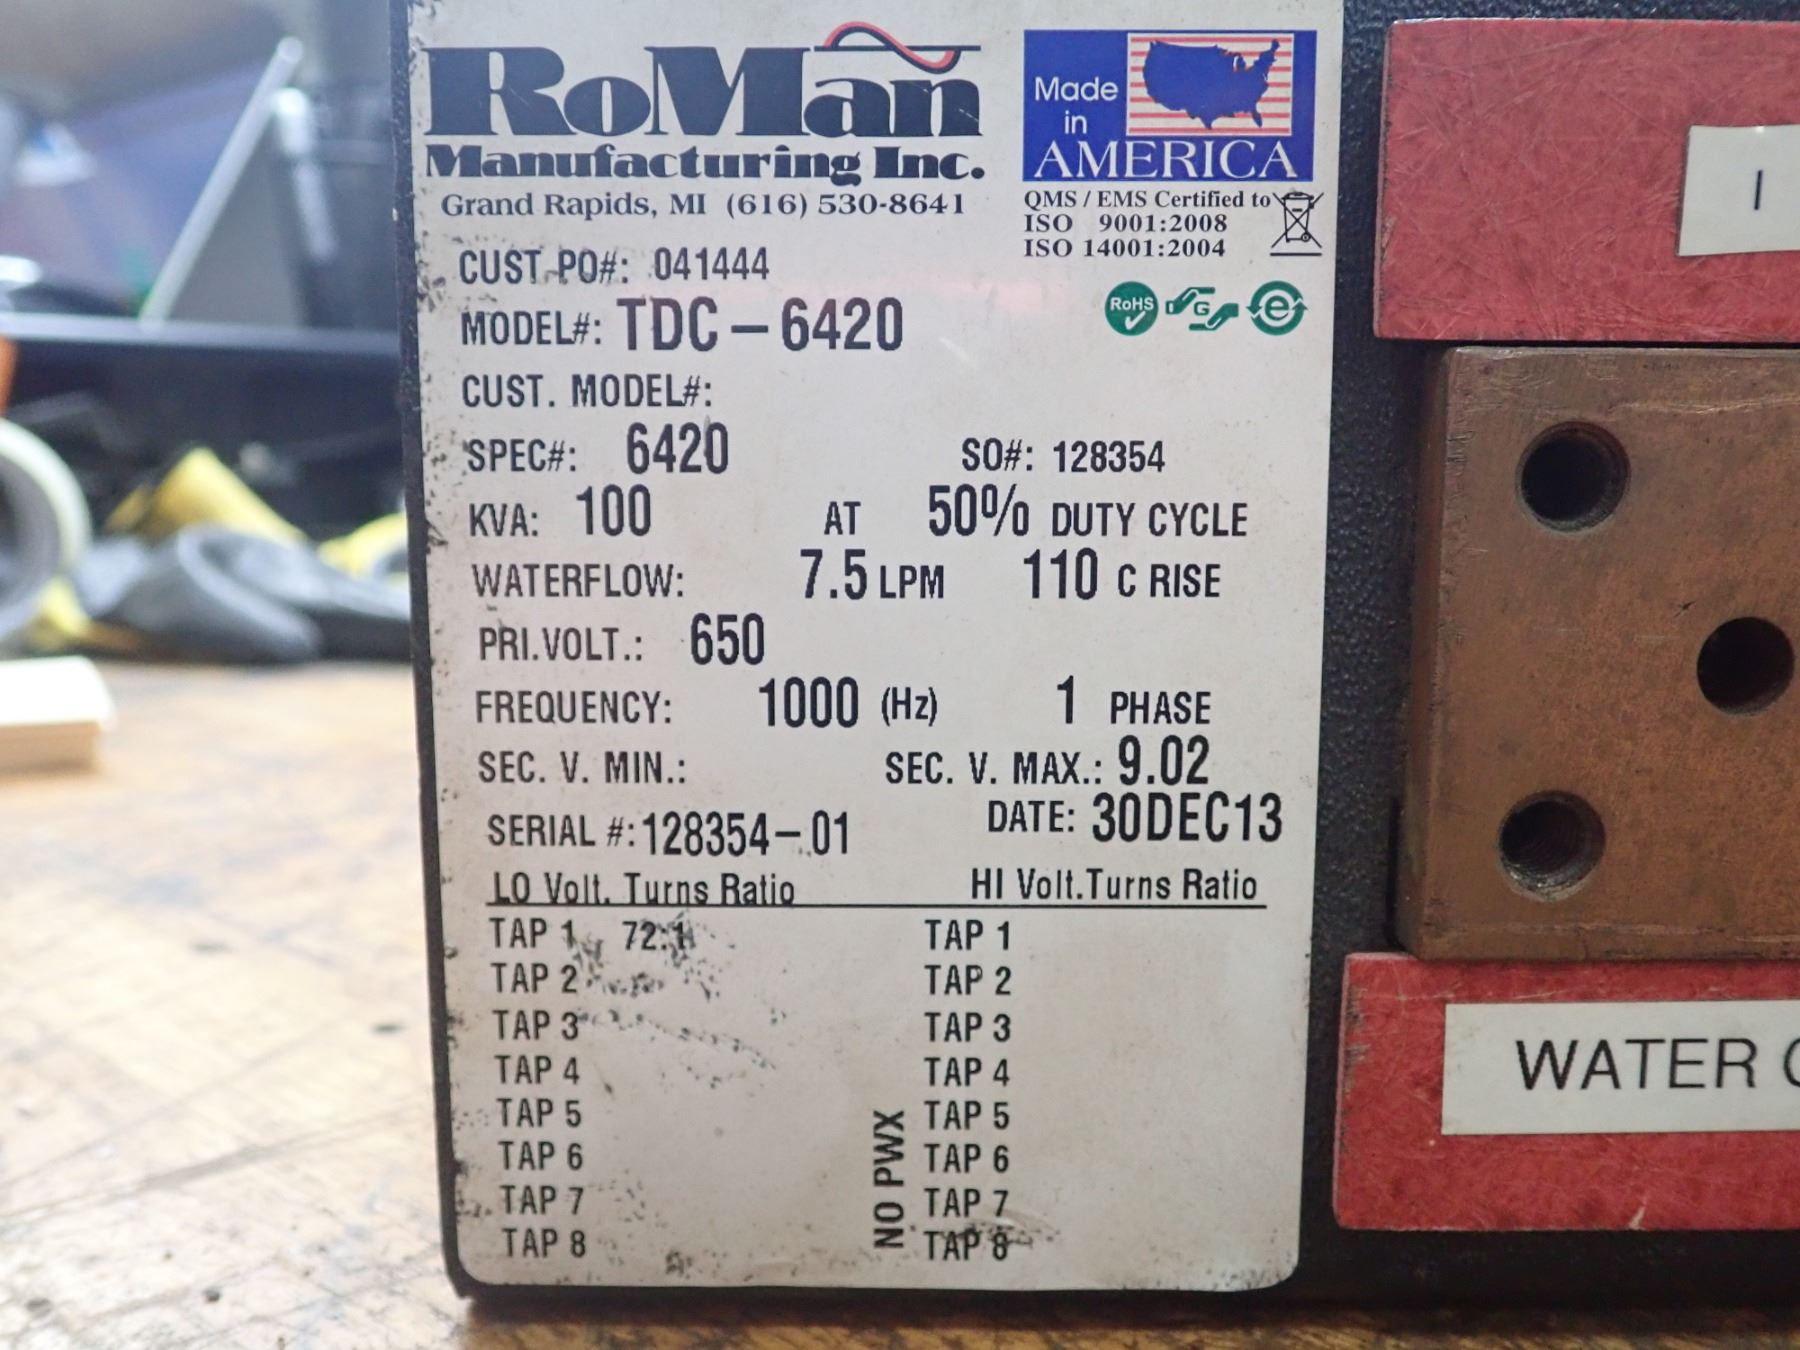 RoMan
Manufacturing Inc.
Grand Rapids, MI (616) 530-8641
Made
in
AMERICA
QMS / EMS Certified to
ISO 9001:2008
ISO 14001:2004
RoHS
G
e
CUST PO#: 041444
MODEL#: TDC-6420
CUST. MODEL#:
SPEC#: 6420 SO#: 128354
KVA: 100 AT 50% DUTY CYCLE
WATERFLOW: 7.5 LPM 110 C RISE
PRI.VOLT.: 650
FREQUENCY: 1000 (Hz) 1 PHASE
SEC. V. MIN.: SEC. V. MAX.: 9.02
SERIAL #: 128354-01 DATE: 30DEC13
LO Volt. Turns Ratio HI Volt.Turns Ratio
TAP 1 72:1 TAP 1
TAP 2 TAP 2
TAP 3 TAP 3
TAP 4 TAP 4
TAP 5 TAP 5
TAP 6 TAP 6
TAP 7 TAP 7
TAP 8 TAP 8
NO PWX
WATER